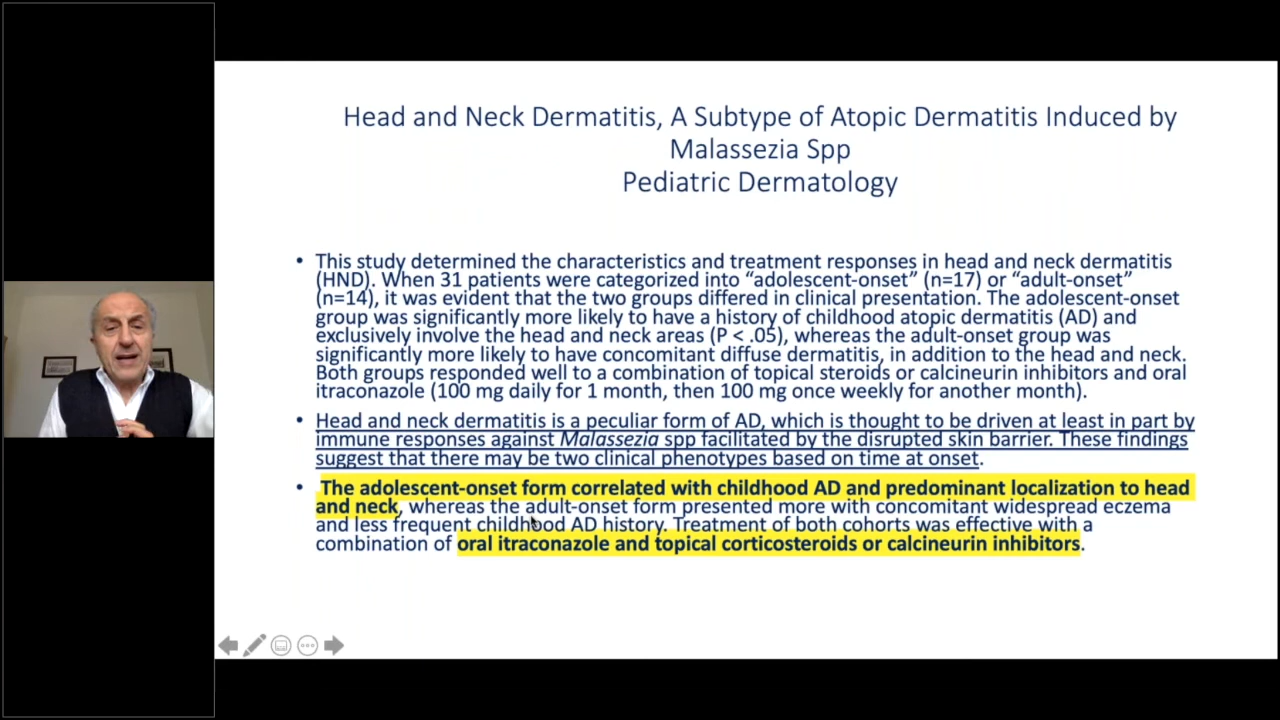 Head and Neck Dermatitis, A Subtype of Atopic Dermatitis Induced by
Malassezia Spp
Pediatric Dermatology
• This study determined the characteristics and treatment responses in head and neck dermatitis
(HND). When 31 patients were categorized into “adolescent-onset” (n=17) or “adult-onset”
(n=14), it was evident that the two groups differed in clinical presentation. The adolescent-onset
group was significantly more likely to have a history of childhood atopic dermatitis (AD) and
exclusively involve the head and neck areas (P < .05), whereas the adult-onset group was
significantly more likely to have concomitant diffuse dermatitis, in addition to the head and neck.
Both groups responded well to a combination of topical steroids or calcineurin inhibitors and oral
itraconazole (100 mg daily for 1 month, then 100 mg once weekly for another month).
• Head and neck dermatitis is a peculiar form of AD, which is thought to be driven at least in part by
immune responses against Malassezia spp facilitated by the disrupted skin barrier. These findings
suggest that there may be two clinical phenotypes based on time at onset.
• The adolescent-onset form correlated with childhood AD and predominant localization to head
and neck, whereas the adult-onset form presented more with concomitant widespread eczema
and less frequent childhood AD history. Treatment of both cohorts was effective with a
combination of oral itraconazole and topical corticosteroids or calcineurin inhibitors.